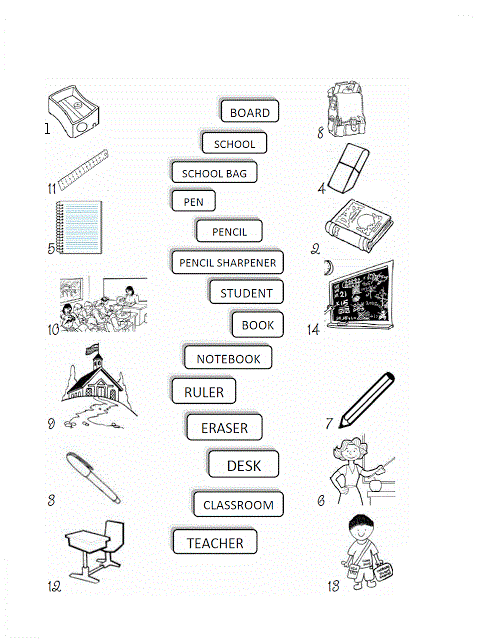 BOARD
1
8
SCHOOL
SCHOOL BAG
11
4
PEN
PENCIL
5
2
PENCIL SHARPENER
STUDENT
BOOK
10
14
NOTEBOOK
RULER
9
ERASER
7
DESK
3
6
CLASSROOM
TEACHER
12
13